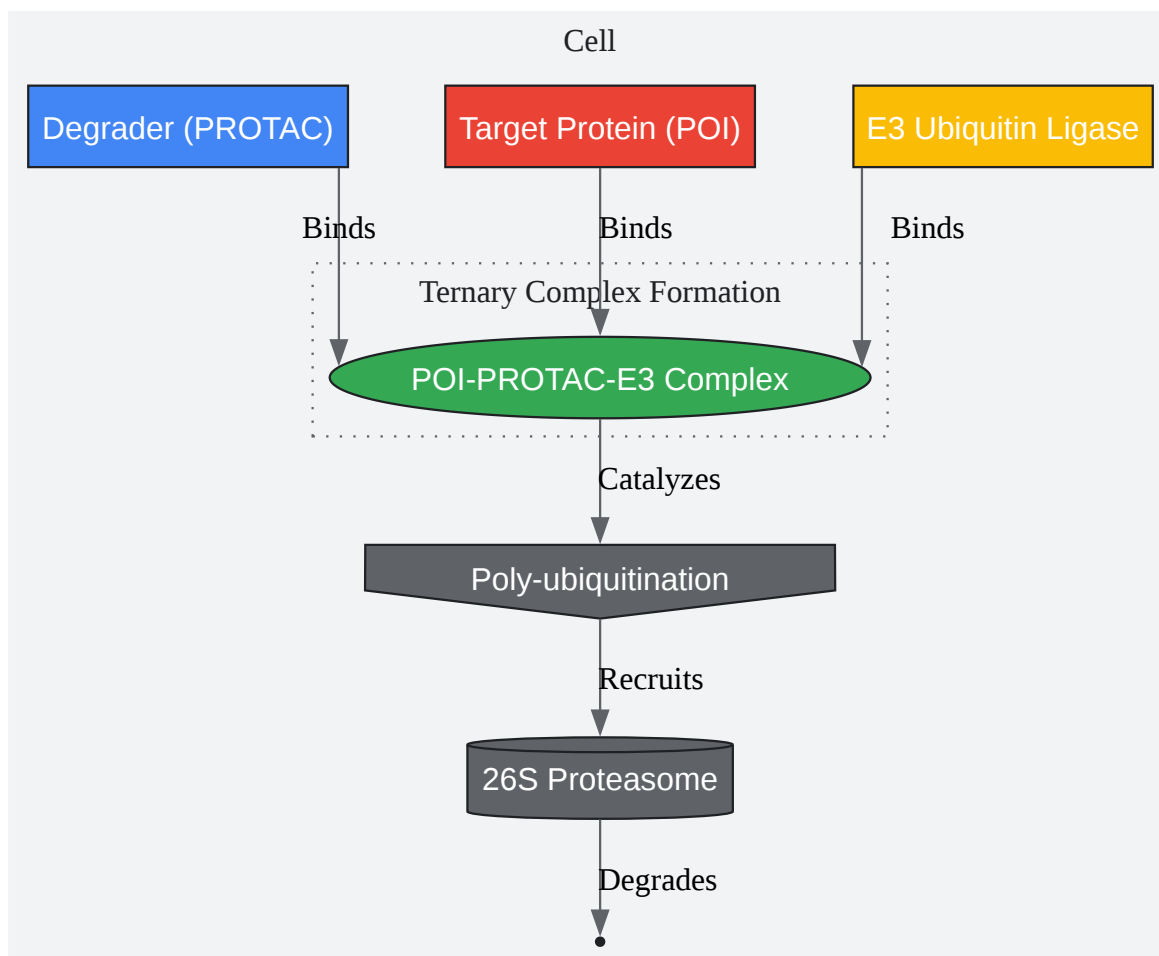 Cell
Degrader (PROTAC)
Target Protein (POI)
E3 Ubiquitin Ligase
Binds
Binds
Binds
Ternary Complex Formation
POI-PROTAC-E3 Complex
Catalyzes
Poly-ubiquitination
Recruits
26S Proteasome
Degrades